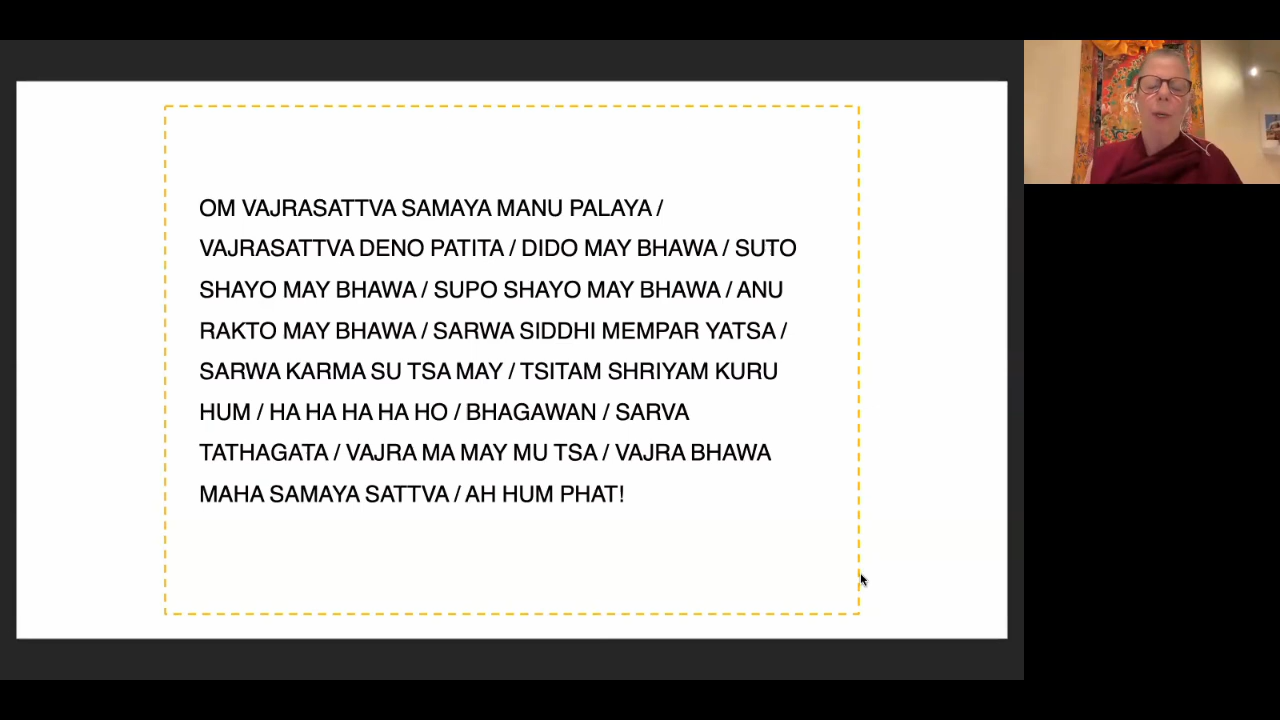 OM VAJRASATTVA SAMAYA MANU PALAYA /
VAJRASATTVA DENO PATITA / DIDO MAY BHAWA / SUTO
SHAYO MAY BHAWA / SUPO SHAYO MAY BHAWA / ANU
RAKTO MAY BHAWA / SARWA SIDDHI MEMPAR YATSA /
SARWA KARMA SU TSA MAY / TSITAM SHRIYAM KURU
HUM / HA HA HA HA HO / BHAGAWAN / SARVA
TATHAGATA / VAJRA MA MAY MU TSA / VAJRA BHAWA
MAHA SAMAYA SATTVA / AH HUM PHAT!